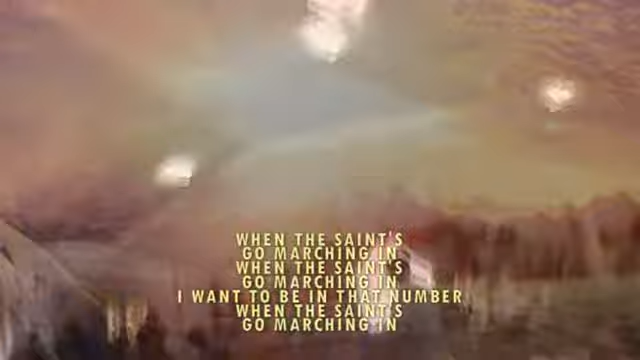 WHEN THE SAINT'S
GO MARCHING IN
WHEN THE SAINT'S
GO MARCHING IN
I WANT TO BE IN THAT NUMBER
WHEN THE SAINT'S
GO MARCHING IN